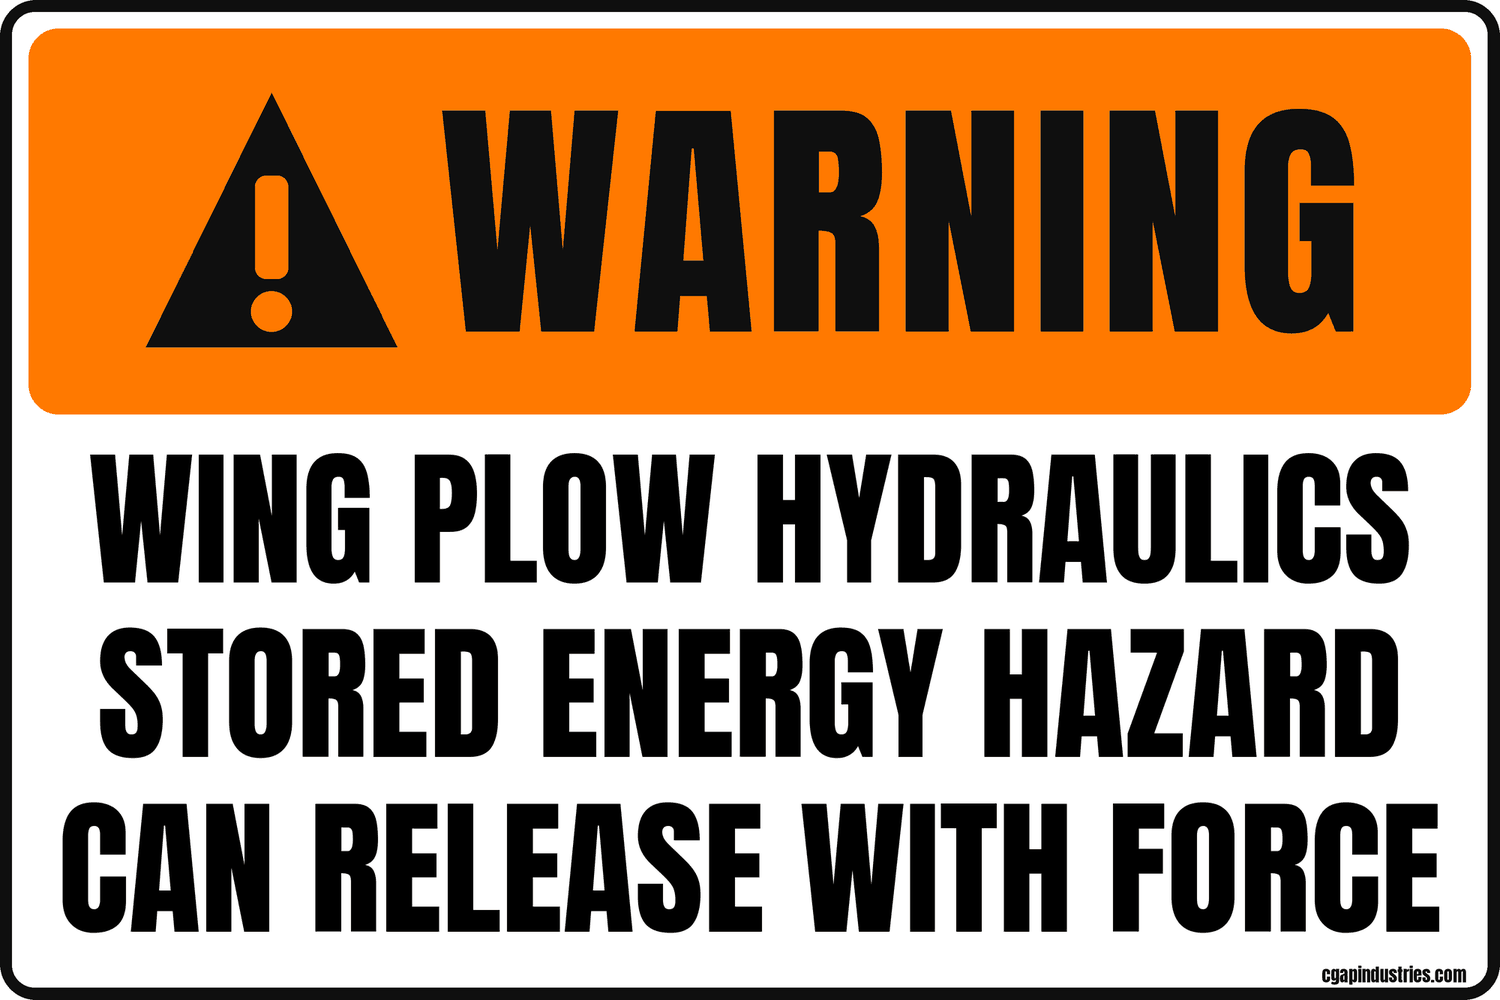 WARNING
WING PLOW HYDRAULICS
STORED ENERGY HAZARD
CAN RELEASE WITH FORCE
cgapindustries.com